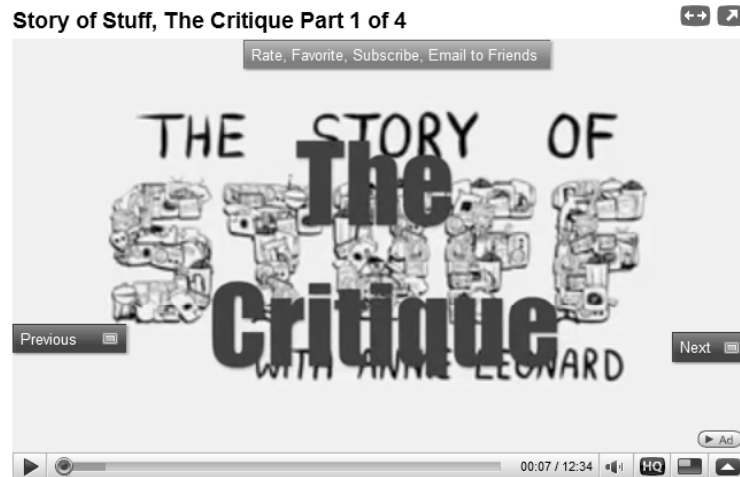 Story of Stuff, The Critique Part 1 of 4
Rate, Favorite, Subscribe, Email to Friends
THE STORY OF
STUFF
The
Critique
WITH ANNIE LEONARD
Previous
Next
Ad
00:07 / 12:34
HQ